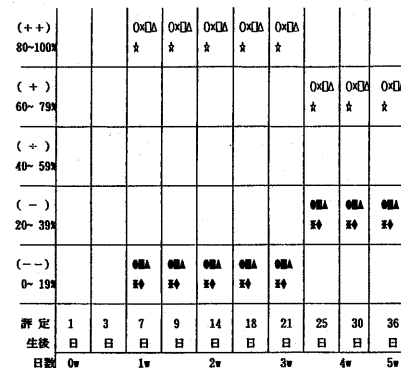 (++) ○×□△ ○×□△ ○×□△ ○×□△ ○×□△
80~100% ☆ ☆ ☆ ☆ ☆
(+) ○×□△ ○×□△ ○×□△
60~ 79% ☆ ☆ ☆
(÷)
40~ 59%
(-) ●■▲ ●■▲ ●■▲
20~ 39% ◆ ◆ ◆
(--) ●■▲ ●■▲ ●■▲ ●■▲ ●■▲
0~ 19% ◆ ◆ ◆ ◆ ◆
評定 1 3 7 9 14 18 21 25 30 36
生後 日 日 日 日 日 日 日 日 日 日
日数 0w 1w 2w 3w 4w 5w